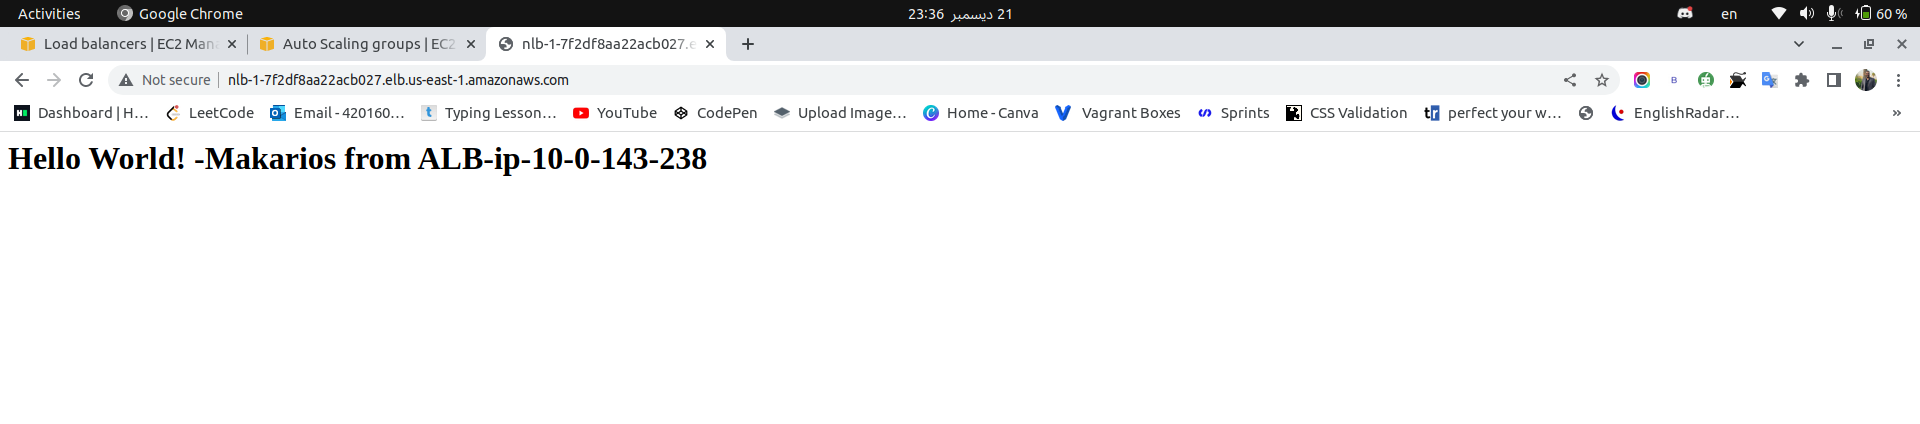 Activities Google Chrome 21 ديسمبر 23:36 en 60 %
Load balancers | EC2 Mana Auto Scaling groups | EC2 nlb-1-7f2df8aa22acb027.e
Not secure nlb-1-7f2df8aa22acb027.elb.us-east-1.amazonaws.com
Dashboard | H… LeetCode Email - 420160… Typing Lesson… YouTube CodePen Upload Image… Home - Canva Vagrant Boxes Sprints CSS Validation perfect your w… EnglishRadar… »
Hello World! -Makarios from ALB-ip-10-0-143-238